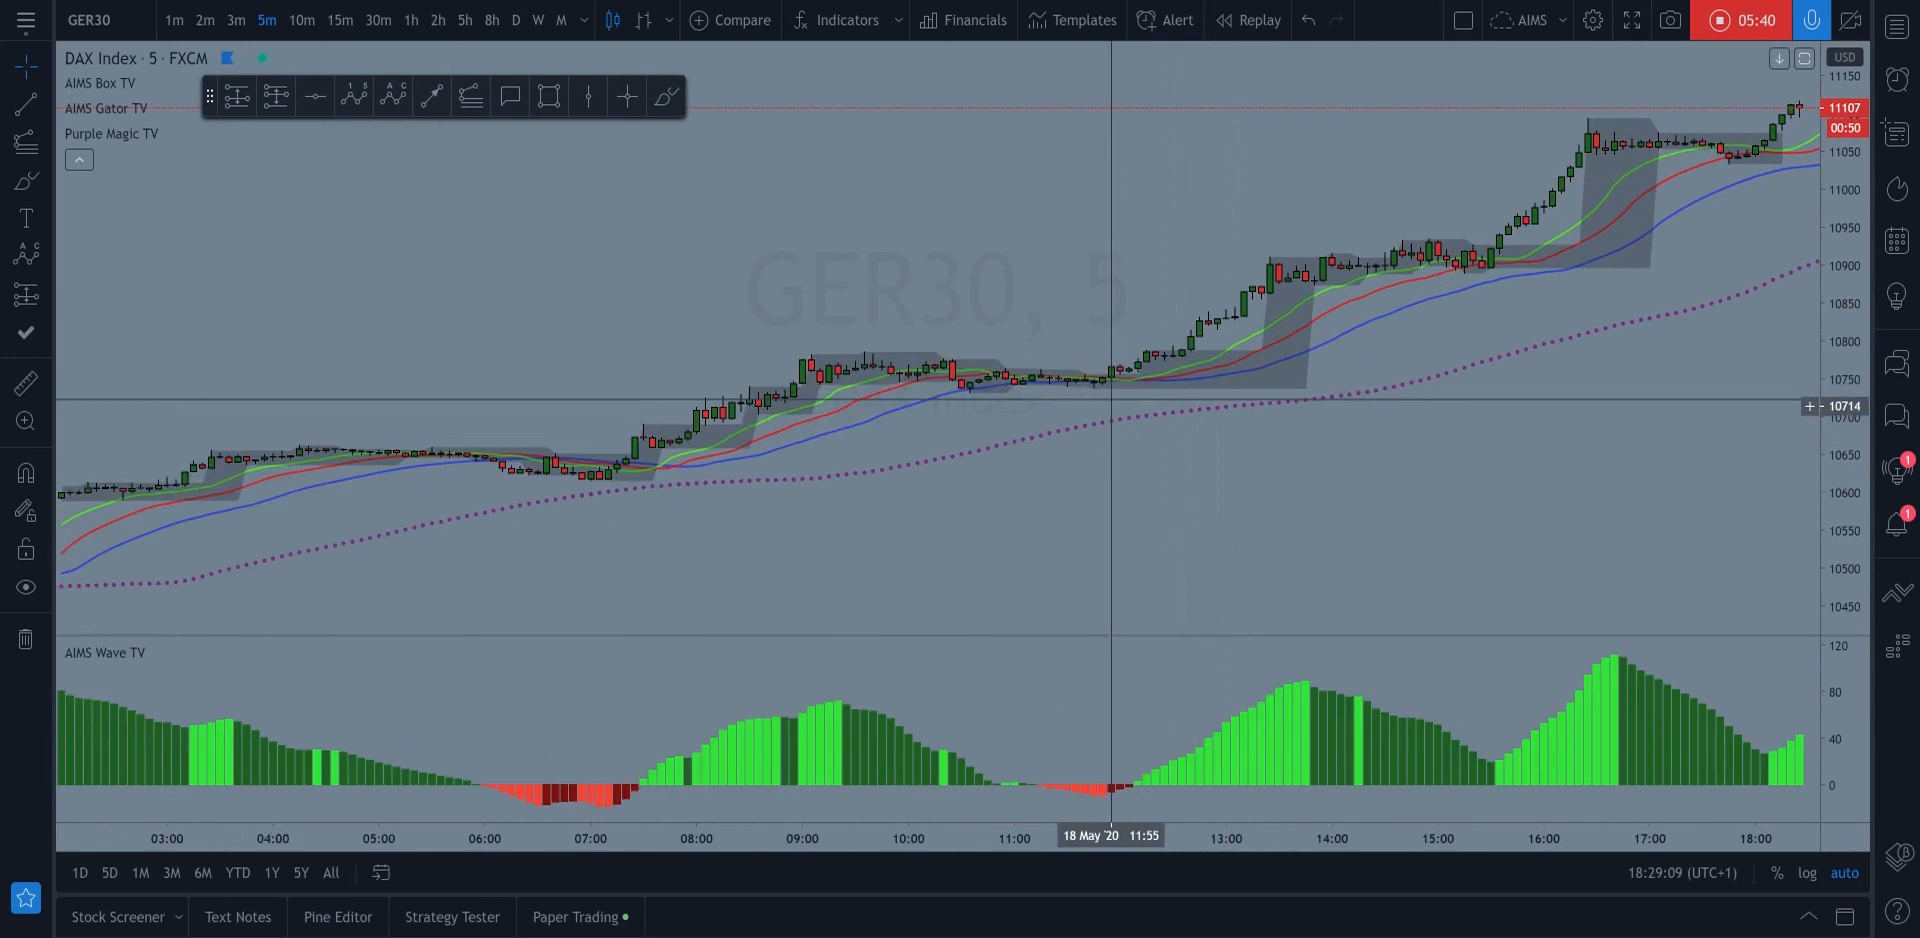 GER30
1m 2m 3m 5m 10m 15m 30m 1h 2h 5h 8h D W M Compare Indicators Financials Templates Alert Replay AIMS 05:40
DAX Index · 5 · FXCM
AIMS Box TV
AIMS Gator TV
Purple Magic TV
USD
11150
11107
00:50
11050
11000
10950
10900
10850
10800
10750
10714
10700
10650
10600
10550
10500
10450
GER30, 5
Index
AIMS Wave TV
120
80
40
0
03:00 04:00 05:00 06:00 07:00 08:00 09:00 10:00 11:00 18 May '20 11:55 13:00 14:00 15:00 16:00 17:00 18:00
1D 5D 1M 3M 6M YTD 1Y 5Y All 18:29:09 (UTC+1) % log auto
Stock Screener Text Notes Pine Editor Strategy Tester Paper Trading
1
1